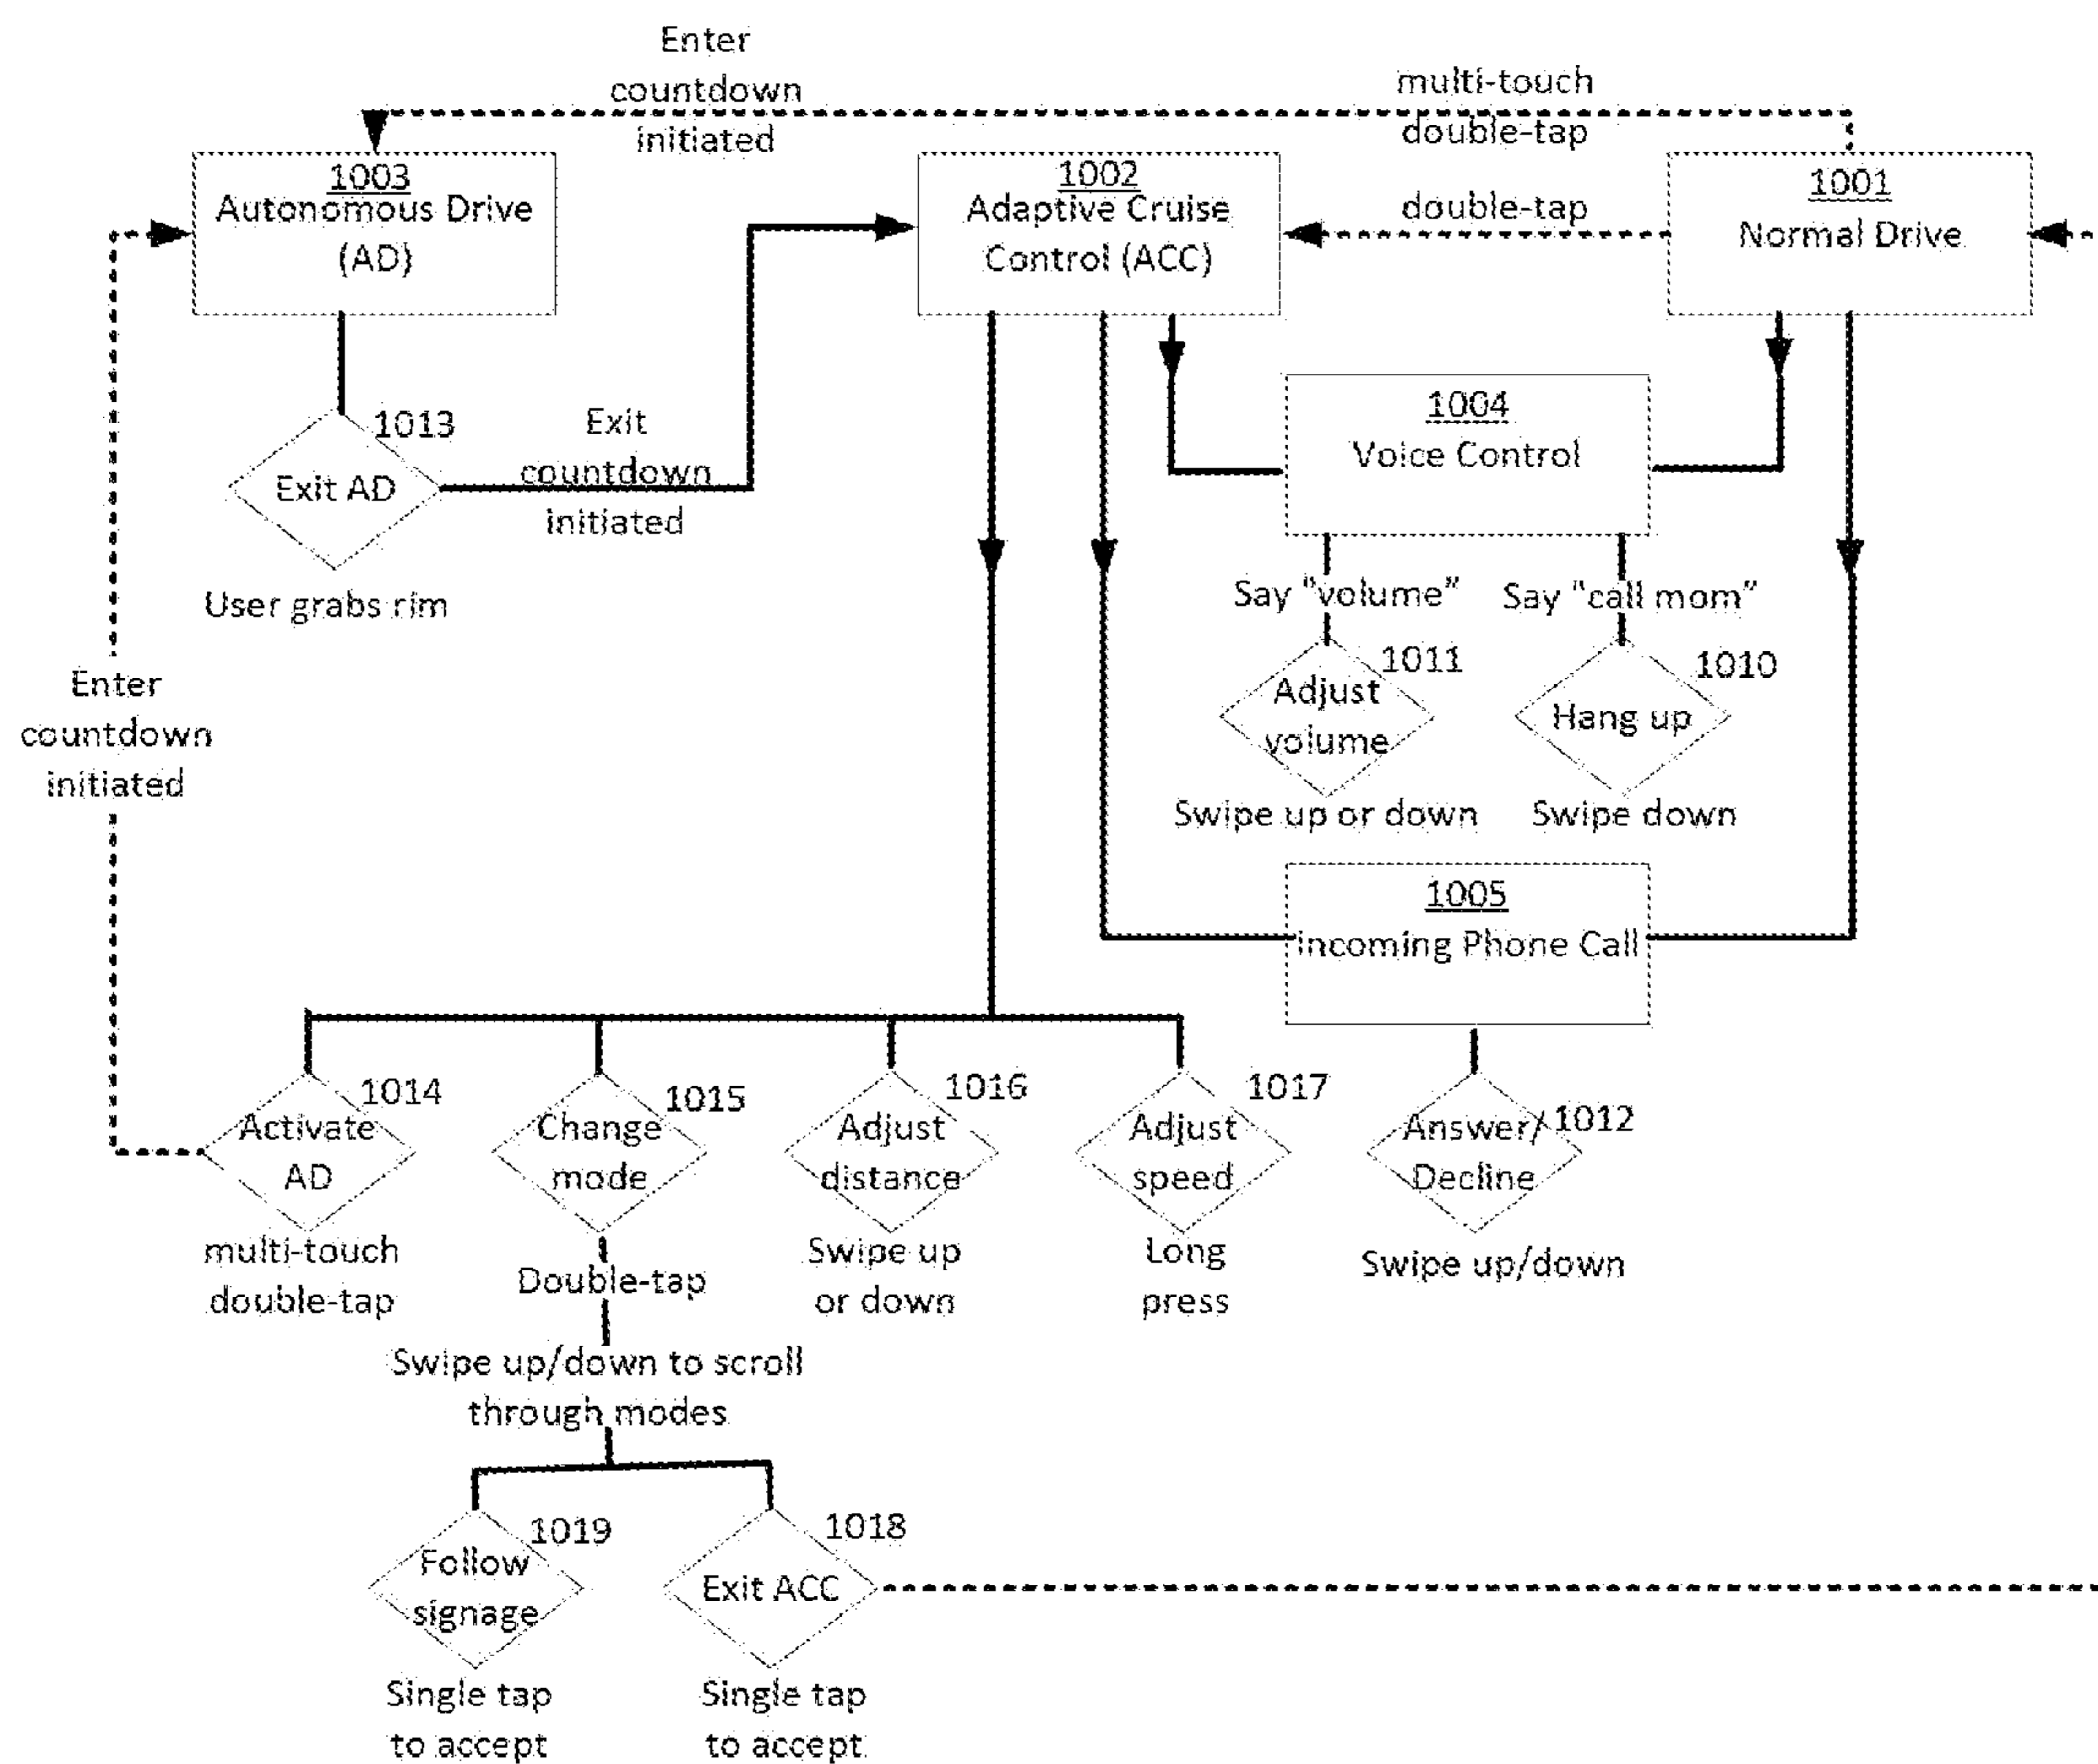 Enter
countdown
initiated
multi-touch
double-tap
1003
Autonomous Drive
(AD)
1002
Adaptive Cruise
Control (ACC)
double-tap
1001
Normal Drive
1013
Exit AD
User grabs rim
Exit
countdown
initiated
1004
Voice Control
Say "volume"
Say "call mom"
1011
Adjust
volume
Swipe up or down
1010
Hang up
Swipe down
Enter
countdown
initiated
1005
Incoming Phone Call
1014
Activate
AD
multi-touch
double-tap
1015
Change
mode
Double-tap
1016
Adjust
distance
Swipe up
or down
1017
Adjust
speed
Long
press
1012
Answer/
Decline
Swipe up/down
Swipe up/down to scroll
through modes
1019
Follow
signage
Single tap
to accept
1018
Exit ACC
Single tap
to accept